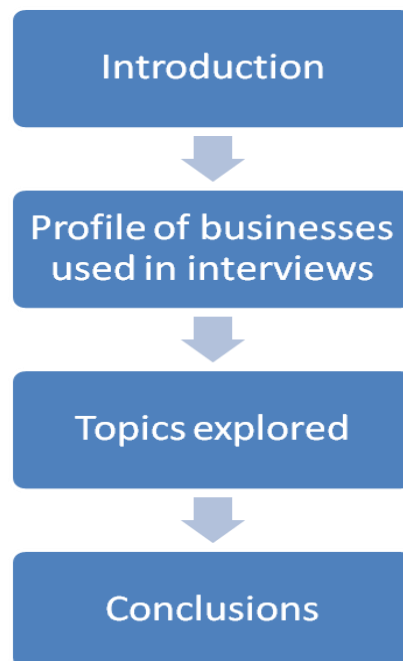 Introduction
Profile of businesses
used in interviews
Topics explored
Conclusions